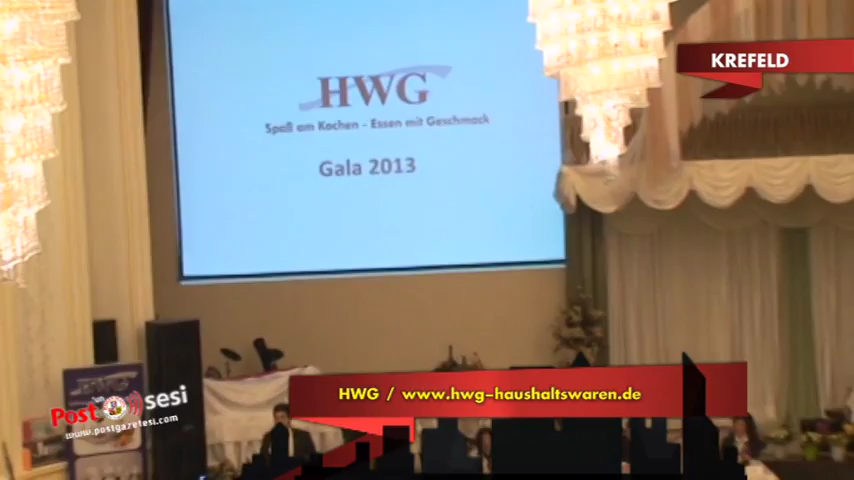 HWG
Spaß am Kochen - Essen mit Geschmack
Gala 2013
KREFELD
HWG / www.hwg-haushaltswaren.de
HWG
Post sesi
www.postgazetesi.com